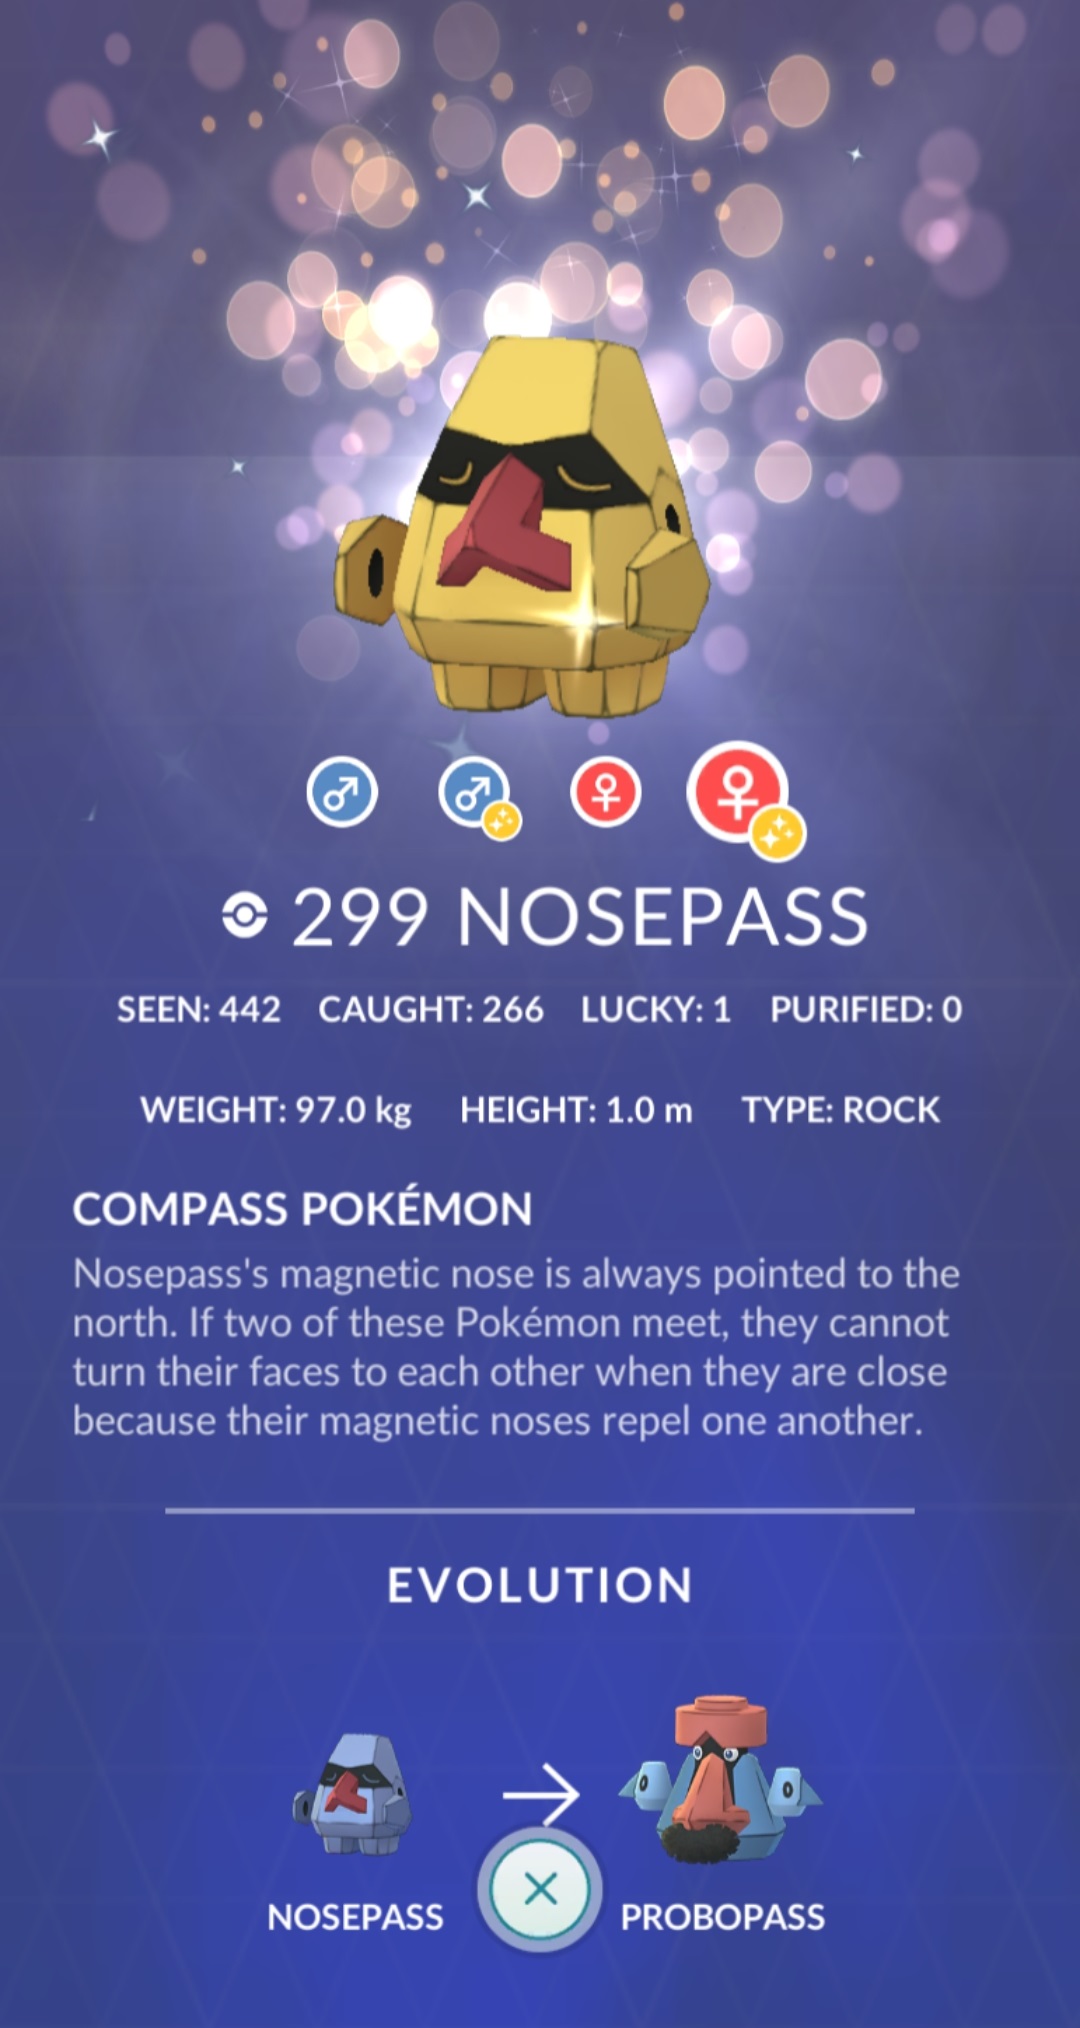 299 NOSEPASS
SEEN: 442 CAUGHT: 266 LUCKY: 1 PURIFIED: 0
WEIGHT: 97.0 kg HEIGHT: 1.0 m TYPE: ROCK
COMPASS POKÉMON
Nosepass's magnetic nose is always pointed to the
north. If two of these Pokémon meet, they cannot
turn their faces to each other when they are close
because their magnetic noses repel one another.
EVOLUTION
NOSEPASS PROBOPASS